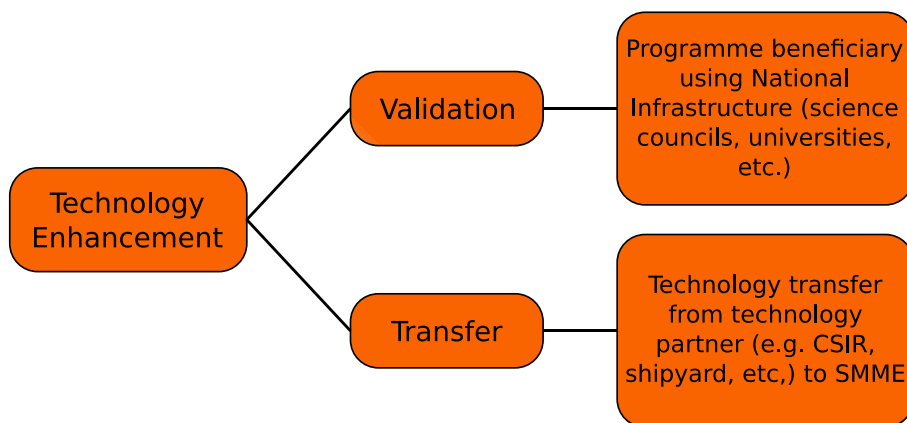 Technology
Enhancement
Validation
Programme beneficiary
using National
Infrastructure (science
councils, universities,
etc.)
Transfer
Technology transfer
from technology
partner (e.g. CSIR,
shipyard, etc,) to SMME